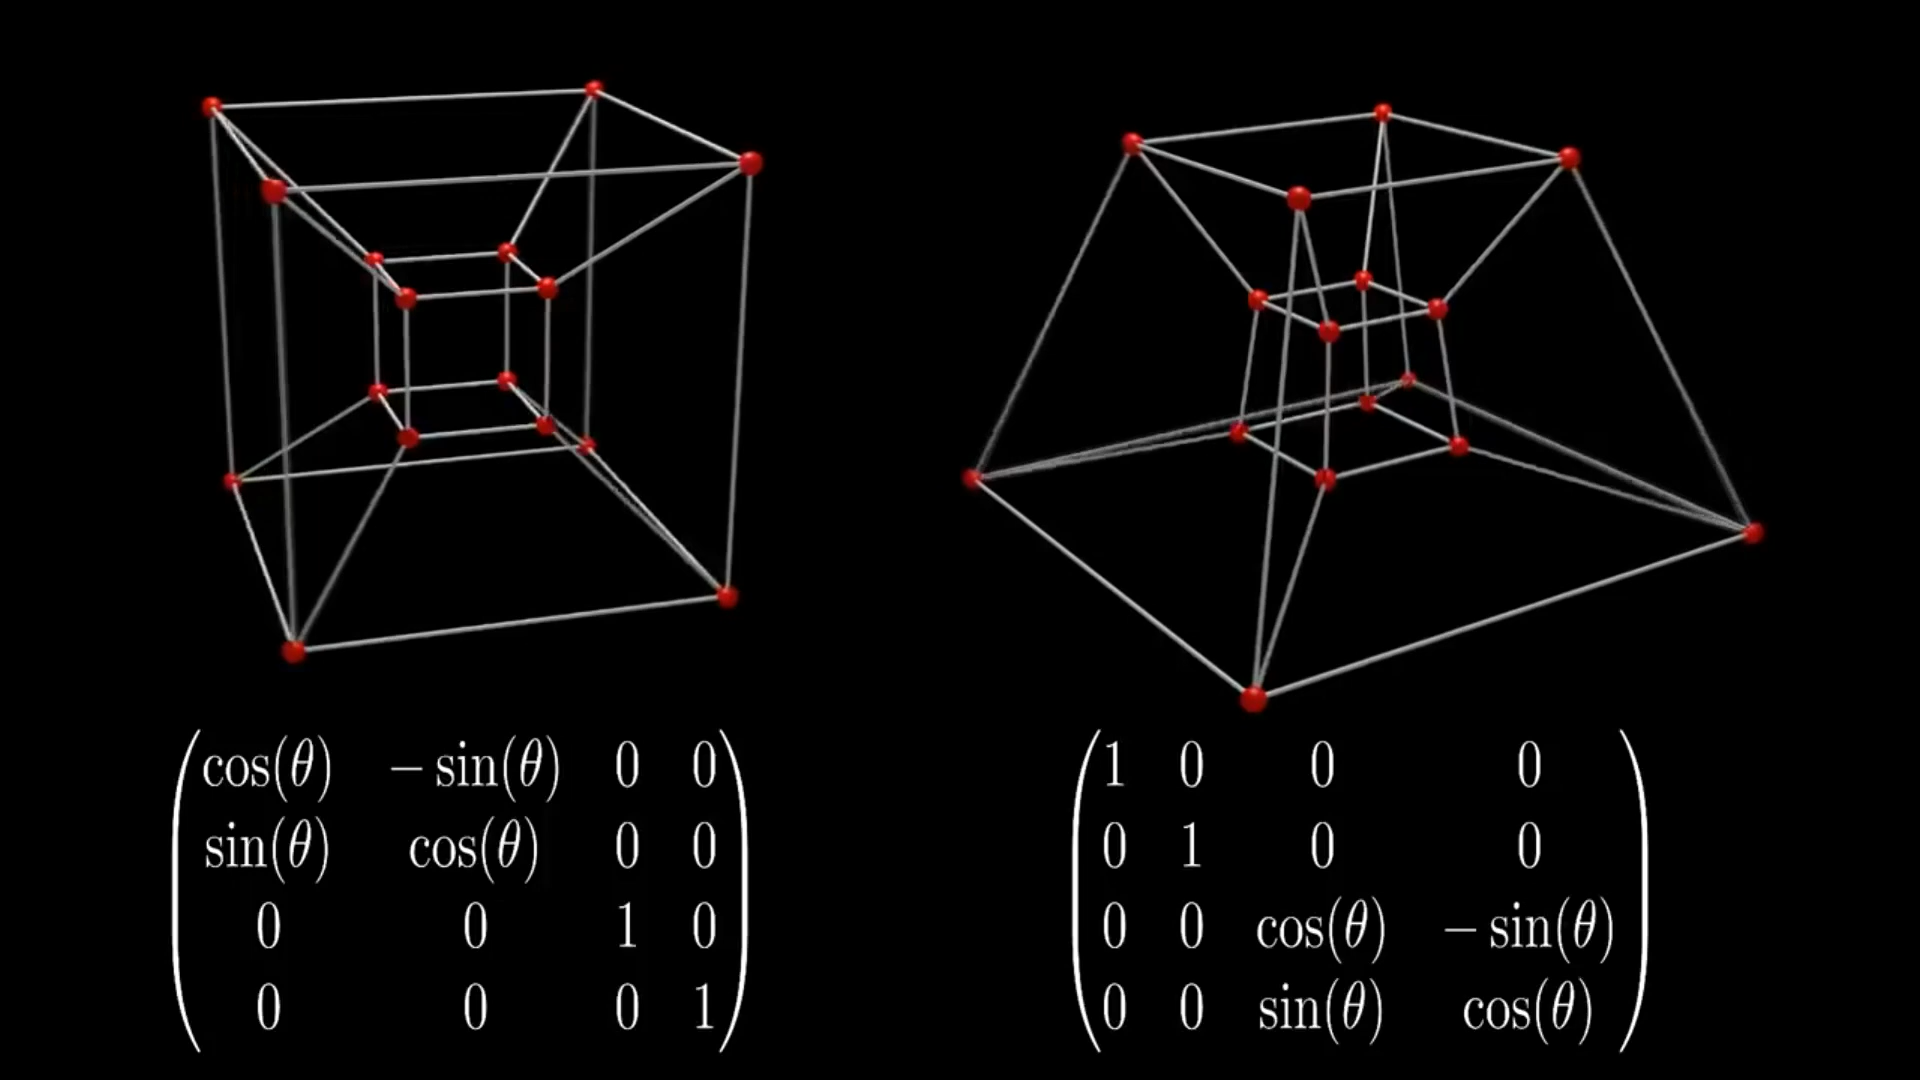 cos(θ) − sin(θ) 0 0
sin(θ) cos(θ) 0 0
0 0 1 0
0 0 0 1
1 0 0 0
0 1 0 0
0 0 cos(θ) − sin(θ)
0 0 sin(θ) cos(θ)